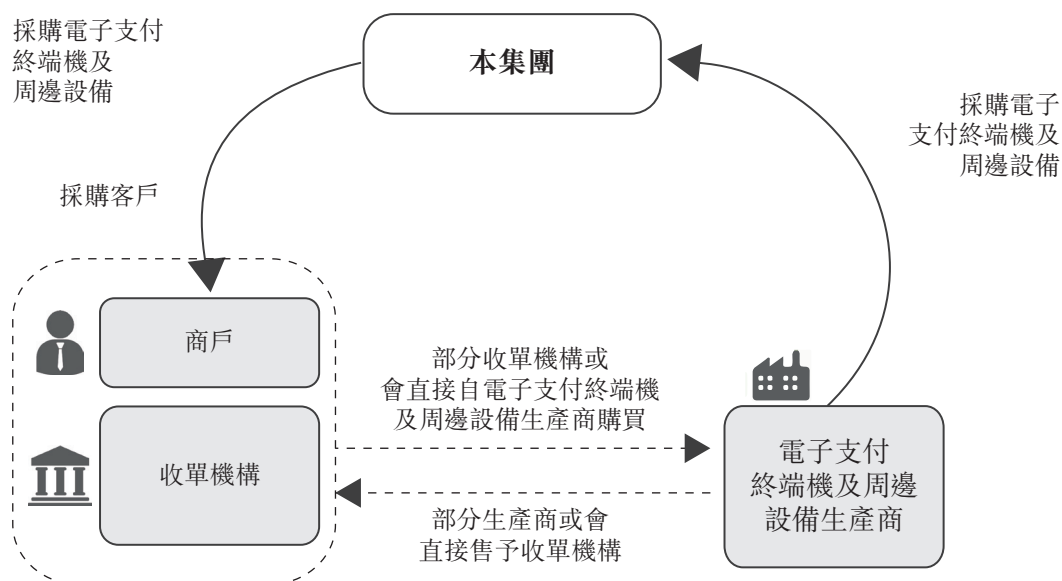 採購電子支付
終端機及
周邊設備
本集團
採購電子
支付終端機及
周邊設備
採購客戶
商戶
部分收單機構或
會直接自電子支付終端機
及周邊設備生產商購買
收單機構
電子支付
終端機及周邊
設備生產商
部分生產商或會
直接售予收單機構